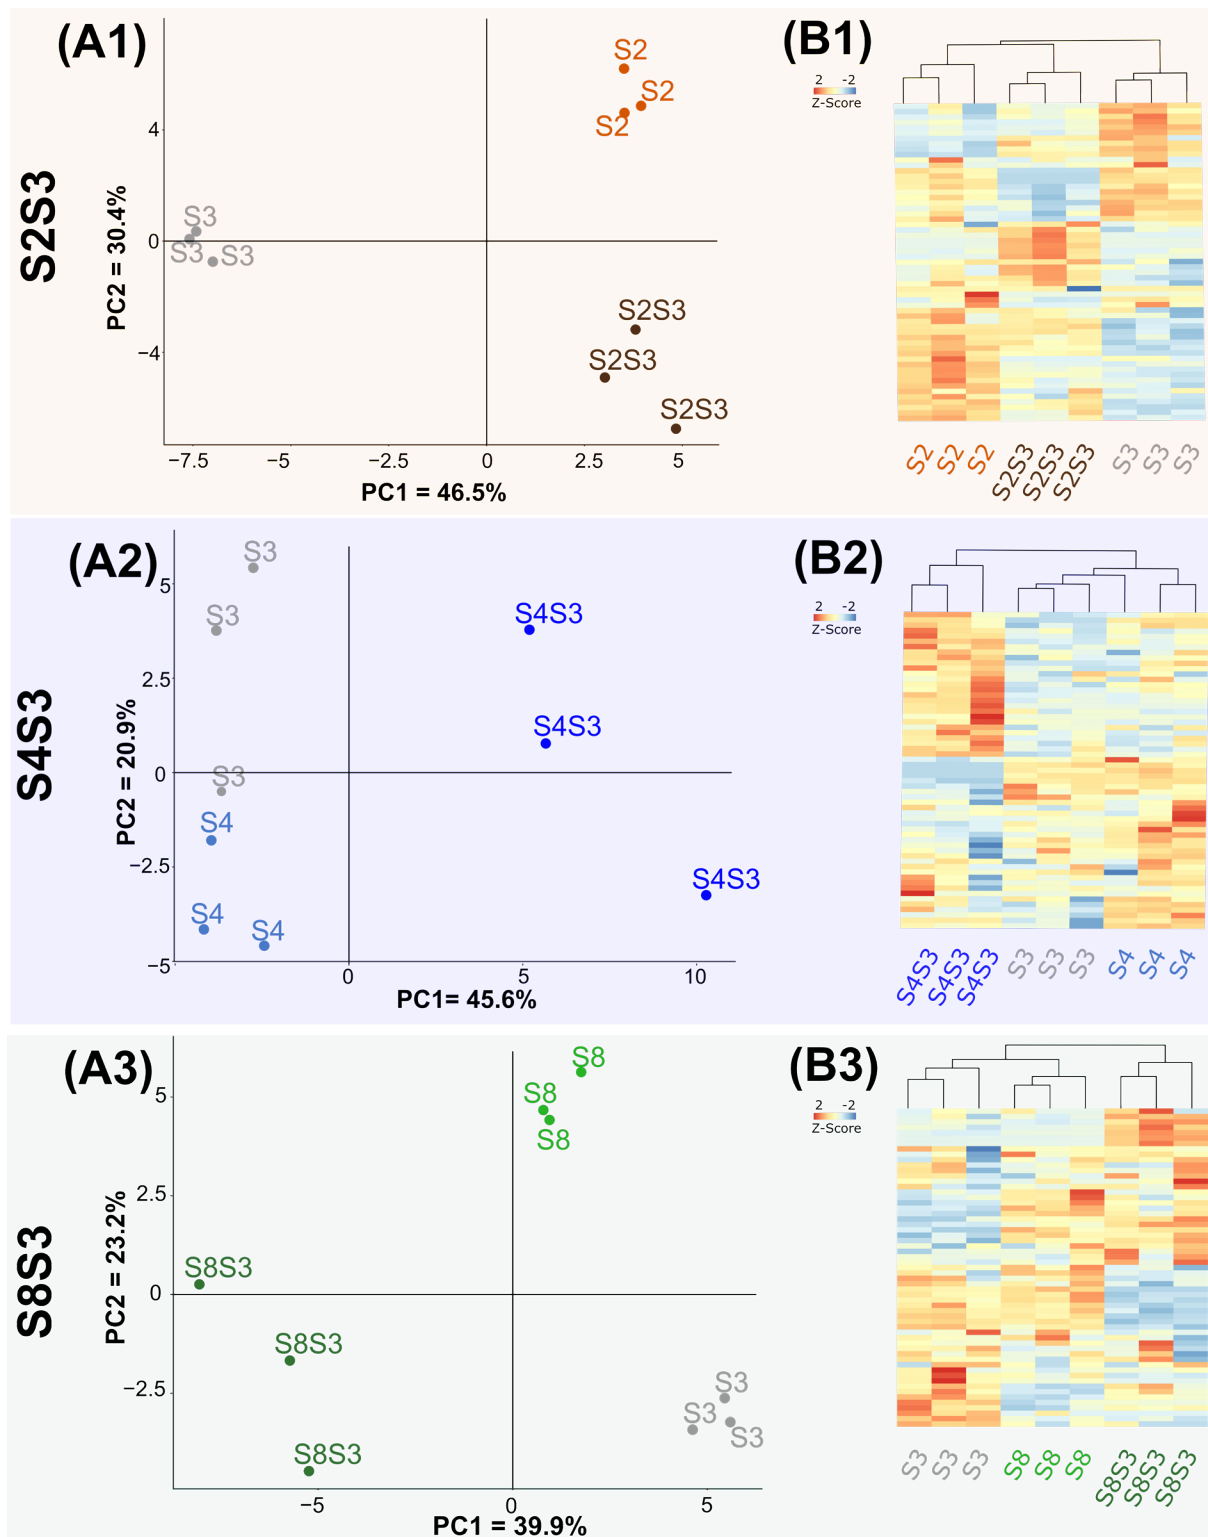 (A1)
S2S3
PC2 = 30.4%
4
0
−4
S2
S2
S2
S3
S3 S3
S2S3
S2S3
S2S3
−7.5 −5 −2.5 0 2.5 5
PC1 = 46.5%
(B1)
2 -2
Z-Score
S2 S2 S2 S2S3 S2S3 S2S3 S3 S3 S3
(A2)
S4S3
PC2 = 20.9%
5
2.5
0
−2.5
−5
S3
S3
S3
S4
S4
S4
S4S3
S4S3
S4S3
0 5 10
PC1= 45.6%
(B2)
2 -2
Z-Score
S4S3 S4S3 S4S3 S3 S3 S3 S4 S4 S4
(A3)
S8S3
PC2 = 23.2%
5
2.5
0
−2.5
S8
S8
S8
S8S3
S8S3
S8S3
S3
S3
S3
−5 0 5
PC1 = 39.9%
(B3)
2 -2
Z-Score
S3 S3 S3 S8 S8 S8 S8S3 S8S3 S8S3